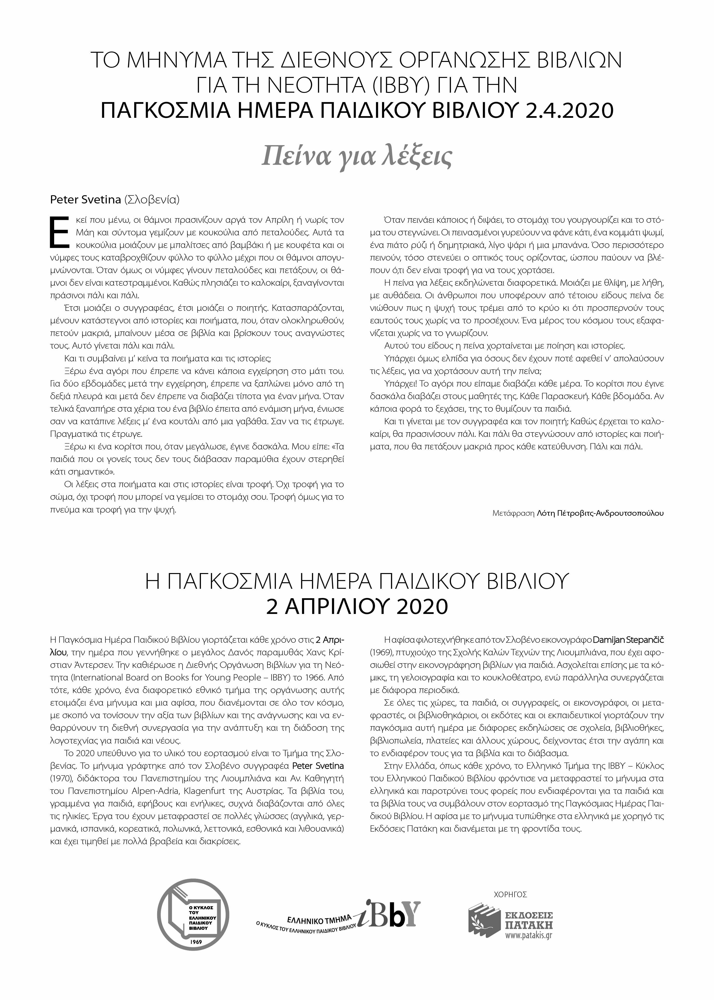 ΤΟ ΜΗΝΥΜΑ ΤΗΣ ΔΙΕΘΝΟΥΣ ΟΡΓΑΝΩΣΗΣ ΒΙΒΛΙΩΝ
ΓΙΑ ΤΗ ΝΕΟΤΗΤΑ (ΙΒΒΥ) ΓΙΑ ΤΗΝ
ΠΑΓΚΟΣΜΙΑ ΗΜΕΡΑ ΠΑΙΔΙΚΟΥ ΒΙΒΛΙΟΥ 2.4.2020
Πείνα για λέξεις
Peter Svetina (Σλοβενία)
Εκεί που μένω, οι θάμνοι πρασινίζουν αργά τον Απρίλη ή νωρίς τον
Μάη και σύντομα γεμίζουν με κουκούλια από πεταλούδες. Αυτά τα
κουκούλια μοιάζουν με μπαλίτσες από βαμβάκι ή με κουφέτα και οι
νύμφες τους καταβροχθίζουν φύλλο το φύλλο μέχρι που οι θάμνοι απογυ-
μνώνονται. Όταν όμως οι νύμφες γίνουν πεταλούδες και πετάξουν, οι θά-
μνοι δεν είναι κατεστραμμένοι. Καθώς πλησιάζει το καλοκαίρι, ξαναγίνονται
πράσινοι πάλι και πάλι.
Έτσι μοιάζει ο συγγραφέας, έτσι μοιάζει ο ποιητής. Κατασπαράζονται,
μένουν κατάστεγνοι από ιστορίες και ποιήματα, που, όταν ολοκληρωθούν,
πετούν μακριά, μπαίνουν μέσα σε βιβλία και βρίσκουν τους αναγνώστες
τους. Αυτό γίνεται πάλι και πάλι.
Και τι συμβαίνει μ’ κείνα τα ποιήματα και τις ιστορίες;
Ξέρω ένα αγόρι που έπρεπε να κάνει κάποια εγχείρηση στο μάτι του.
Για δύο εβδομάδες μετά την εγχείρηση, έπρεπε να ξαπλώνει μόνο από τη
δεξιά πλευρά και μετά δεν έπρεπε να διαβάζει τίποτα για έναν μήνα. Όταν
τελικά ξαναπήρε στα χέρια του ένα βιβλίο έπειτα από ενάμιση μήνα, ένιωσε
σαν να κατάπινε λέξεις μ’ ένα κουτάλι από μια γαβάθα. Σαν να τις έτρωγε.
Πραγματικά τις έτρωγε.
Ξέρω κι ένα κορίτσι που, όταν μεγάλωσε, έγινε δασκάλα. Μου είπε: «Τα
παιδιά που οι γονείς τους δεν τους διάβασαν παραμύθια έχουν στερηθεί
κάτι σημαντικό».
Οι λέξεις στα ποιήματα και στις ιστορίες είναι τροφή. Όχι τροφή για το
σώμα, όχι τροφή που μπορεί να γεμίσει το στομάχι σου. Τροφή όμως για το
πνεύμα και τροφή για την ψυχή.
Όταν πεινάει κάποιος ή διψάει, το στομάχι του γουργουρίζει και το στό-
μα του στεγνώνει. Οι πεινασμένοι γυρεύουν να φάνε κάτι, ένα κομμάτι ψωμί,
ένα πιάτο ρύζι ή δημητριακά, λίγο ψάρι ή μια μπανάνα. Όσο περισσότερο
πεινούν, τόσο στενεύει ο οπτικός τους ορίζοντας, ώσπου παύουν να βλέ-
πουν ό,τι δεν είναι τροφή για να τους χορτάσει.
Η πείνα για λέξεις εκδηλώνεται διαφορετικά. Μοιάζει με θλίψη, με λήθη,
με αυθάδεια. Οι άνθρωποι που υποφέρουν από τέτοιου είδους πείνα δε
νιώθουν πως η ψυχή τους τρέμει από το κρύο κι ότι προσπερνούν τους
εαυτούς τους χωρίς να το προσέχουν. Ένα μέρος του κόσμου τους εξαφα-
νίζεται χωρίς να το γνωρίζουν.
Αυτού του είδους η πείνα χορταίνεται με ποίηση και ιστορίες.
Υπάρχει όμως ελπίδα για όσους δεν έχουν ποτέ αφεθεί ν’ απολαύσουν
τις λέξεις, για να χορτάσουν αυτή την πείνα;
Υπάρχει! Το αγόρι που είπαμε διαβάζει κάθε μέρα. Το κορίτσι που έγινε
δασκάλα διαβάζει στους μαθητές της. Κάθε Παρασκευή. Κάθε βδομάδα. Αν
κάποια φορά το ξεχάσει, της το θυμίζουν τα παιδιά.
Και τι γίνεται με τον συγγραφέα και τον ποιητή; Καθώς έρχεται το καλο-
καίρι, θα πρασινίσουν πάλι. Και πάλι θα στεγνώσουν από ιστορίες και ποιή-
ματα, που θα πετάξουν μακριά προς κάθε κατεύθυνση. Πάλι και πάλι.
Μετάφραση Λότη Πέτροβιτς-Ανδρουτσοπούλου
Η ΠΑΓΚΟΣΜΙΑ ΗΜΕΡΑ ΠΑΙΔΙΚΟΥ ΒΙΒΛΙΟΥ
2 ΑΠΡΙΛΙΟΥ 2020
Η Παγκόσμια Ημέρα Παιδικού Βιβλίου γιορτάζεται κάθε χρόνο στις 2 Απρι-
λίου, την ημέρα που γεννήθηκε ο μεγάλος Δανός παραμυθάς Χανς Κρί-
στιαν Άντερσεν. Την καθιέρωσε η Διεθνής Οργάνωση Βιβλίων για τη Νεό-
τητα (International Board on Books for Young People – IBBY) το 1966. Από
τότε, κάθε χρόνο, ένα διαφορετικό εθνικό τμήμα της οργάνωσης αυτής
ετοιμάζει ένα μήνυμα και μια αφίσα, που διανέμονται σε όλο τον κόσμο,
με σκοπό να τονίσουν την αξία των βιβλίων και της ανάγνωσης και να εν-
θαρρύνουν τη διεθνή συνεργασία για την ανάπτυξη και τη διάδοση της
λογοτεχνίας για παιδιά και νέους.
Το 2020 υπεύθυνο για το υλικό του εορτασμού είναι το Τμήμα της Σλο-
βενίας. Το μήνυμα γράφτηκε από τον Σλοβένο συγγραφέα Peter Svetina
(1970), διδάκτορα του Πανεπιστημίου της Λιουμπλιάνα και Αν. Καθηγητή
του Πανεπιστημίου Alpen-Adria, Klagenfurt της Αυστρίας. Τα βιβλία του,
γραμμένα για παιδιά, εφήβους και ενήλικες, συχνά διαβάζονται από όλες
τις ηλικίες. Έργα του έχουν μεταφραστεί σε πολλές γλώσσες (αγγλικά, γερ-
μανικά, ισπανικά, κορεατικά, πολωνικά, λεττονικά, εσθονικά και λιθουανικά)
και έχει τιμηθεί με πολλά βραβεία και διακρίσεις.
Η αφίσα φιλοτεχνήθηκε από τον Σλοβένο εικονογράφο Damijan Stepančič
(1969), πτυχιούχο της Σχολής Καλών Τεχνών της Λιουμπλιάνα, που έχει αφο-
σιωθεί στην εικονογράφηση βιβλίων για παιδιά. Ασχολείται επίσης με τα κό-
μικς, τη γελοιογραφία και το κουκλοθέατρο, ενώ παράλληλα συνεργάζεται
με διάφορα περιοδικά.
Σε όλες τις χώρες, τα παιδιά, οι συγγραφείς, οι εικονογράφοι, οι μετα-
φραστές, οι βιβλιοθηκάριοι, οι εκδότες και οι εκπαιδευτικοί γιορτάζουν την
παγκόσμια αυτή ημέρα με διάφορες εκδηλώσεις σε σχολεία, βιβλιοθήκες,
βιβλιοπωλεία, πλατείες και άλλους χώρους, δείχνοντας έτσι την αγάπη και
το ενδιαφέρον τους για τα βιβλία και το διάβασμα.
Στην Ελλάδα, όπως κάθε χρόνο, το Ελληνικό Τμήμα της ΙΒΒΥ – Κύκλος
του Ελληνικού Παιδικού Βιβλίου φρόντισε να μεταφραστεί το μήνυμα στα
ελληνικά και παροτρύνει τους φορείς που ενδιαφέρονται για τα παιδιά και
τα βιβλία τους να συμβάλουν στον εορτασμό της Παγκόσμιας Ημέρας Παι-
δικού Βιβλίου. Η αφίσα με το μήνυμα τυπώθηκε στα ελληνικά με χορηγό τις
Εκδόσεις Πατάκη και διανέμεται με τη φροντίδα τους.
Ο ΚΥΚΛΟΣ
ΤΟΥ
ΕΛΛΗΝΙΚΟΥ
ΠΑΙΔΙΚΟΥ
ΒΙΒΛΙΟΥ
1969
ΕΛΛΗΝΙΚΟ ΤΜΗΜΑ
Ο ΚΥΚΛΟΣ ΤΟΥ ΕΛΛΗΝΙΚΟΥ ΠΑΙΔΙΚΟΥ ΒΙΒΛΙΟΥ
iBbY
ΧΟΡΗΓΟΣ
ΕΚΔΟΣΕΙΣ
ΠΑΤΑΚΗ
www.patakis.gr